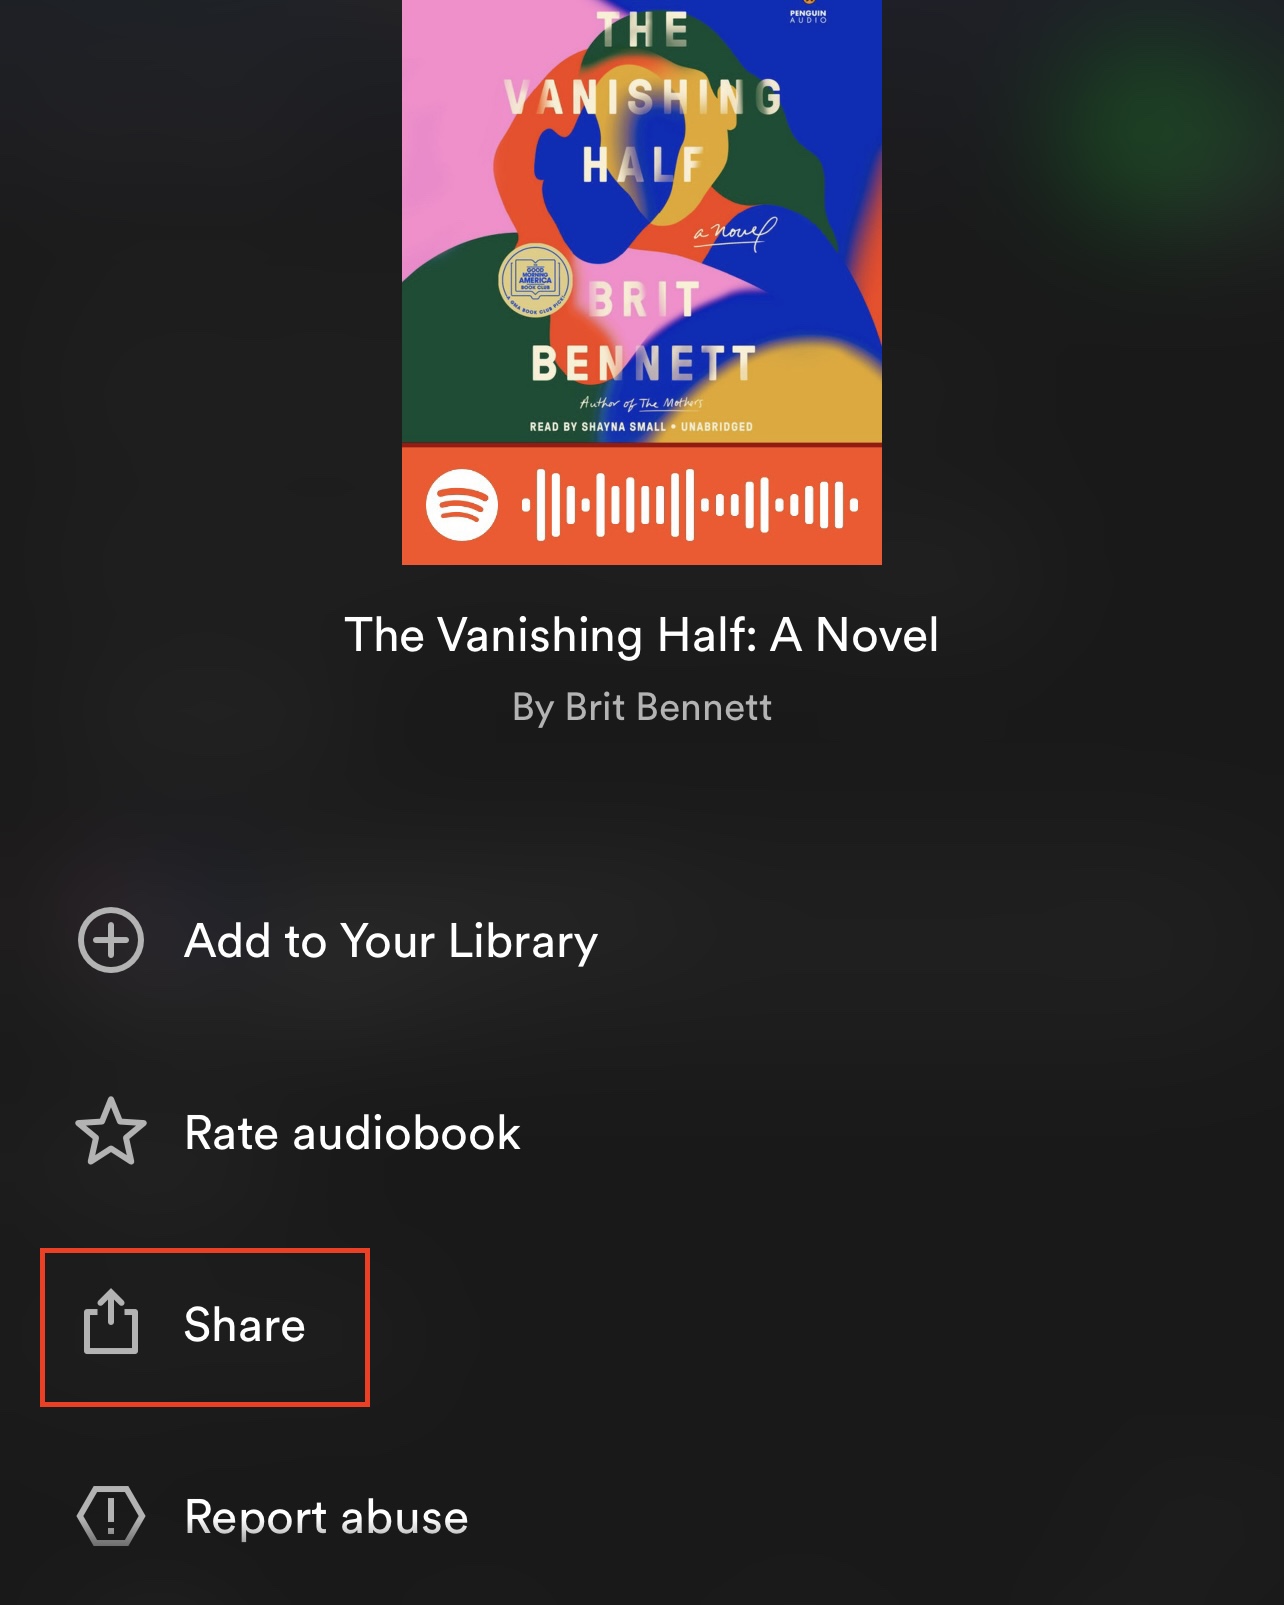 PENGUIN
AUDIO
THE
VANISHING
HALF
a novel
GOOD
MORNING
AMERICA
BOOK CLUB
A GMA BOOK CLUB PICK!
BRIT
BENNETT
Author of The Mothers
READ BY SHAYNA SMALL • UNABRIDGED
The Vanishing Half: A Novel
By Brit Bennett
Add to Your Library
Rate audiobook
Share
Report abuse